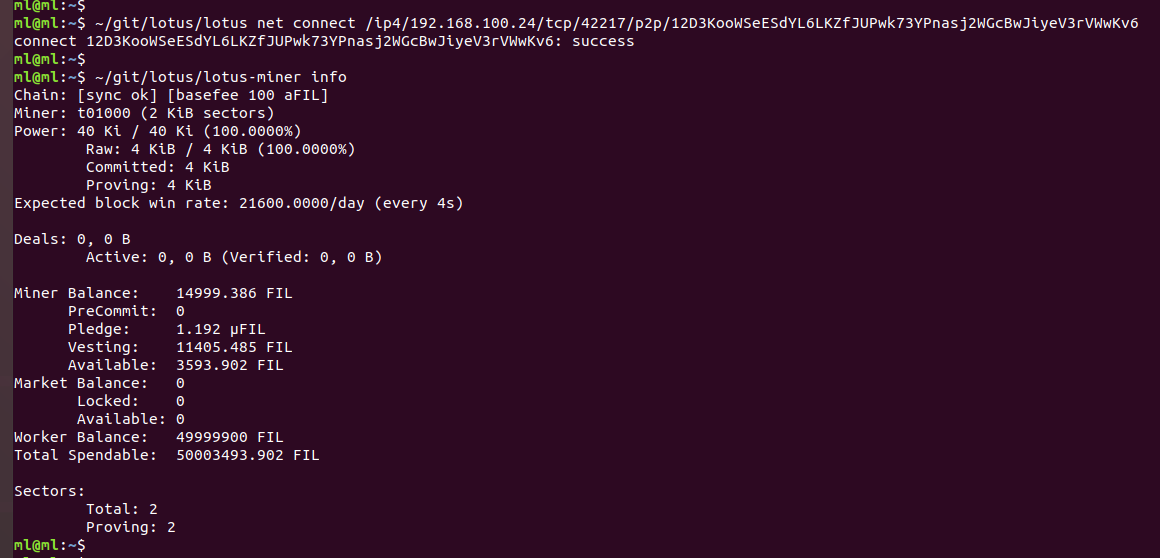 ml@ml:~$
ml@ml:~$ ~/git/lotus/lotus net connect /ip4/192.168.100.24/tcp/42217/p2p/12D3KooWSeESdYL6LKZfJUPwk73YPnasj2WGcBwJiyeV3rVWwKv6
connect 12D3KooWSeESdYL6LKZfJUPwk73YPnasj2WGcBwJiyeV3rVWwKv6: success
ml@ml:~$
ml@ml:~$ ~/git/lotus/lotus-miner info
Chain: [sync ok] [basefee 100 aFIL]
Miner: t01000 (2 KiB sectors)
Power: 40 Ki / 40 Ki (100.0000%)
Raw: 4 KiB / 4 KiB (100.0000%)
Committed: 4 KiB
Proving: 4 KiB
Expected block win rate: 21600.0000/day (every 4s)
Deals: 0, 0 B
Active: 0, 0 B (Verified: 0, 0 B)
Miner Balance: 14999.386 FIL
PreCommit: 0
Pledge: 1.192 μFIL
Vesting: 11405.485 FIL
Available: 3593.902 FIL
Market Balance: 0
Locked: 0
Available: 0
Worker Balance: 49999900 FIL
Total Spendable: 50003493.902 FIL
Sectors:
Total: 2
Proving: 2
ml@ml:~$